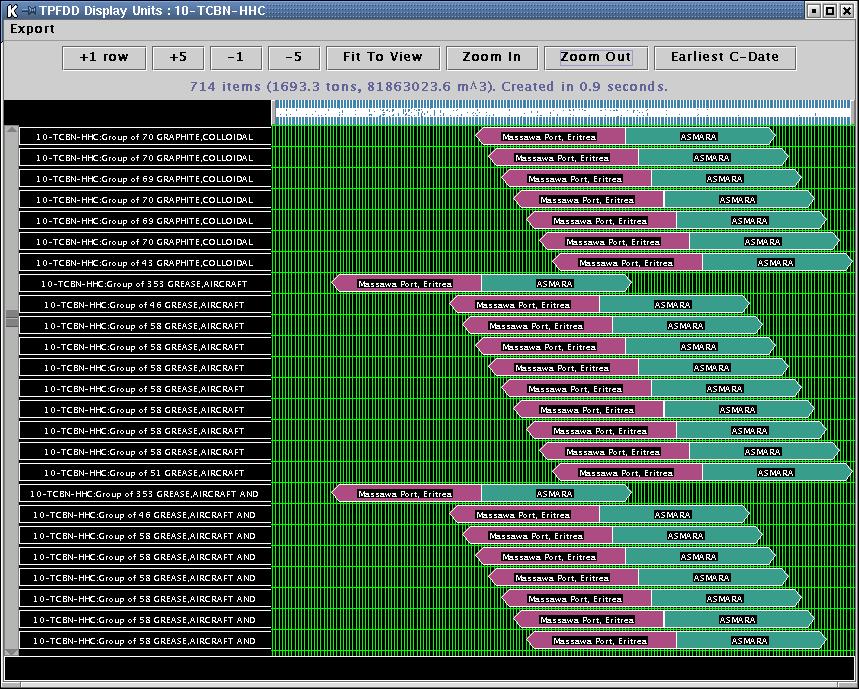 K TPFDD Display Units : 10-TCBN-HHC
Export
+1 row +5 -1 -5 Fit To View Zoom In Zoom Out Earliest C-Date
714 items (1693.3 tons, 81863023.6 m^3). Created in 0.9 seconds.
10-TCBN-HHC:Group of 70 GRAPHITE,COLLOIDAL Massawa Port, Eritrea ASMARA
10-TCBN-HHC:Group of 70 GRAPHITE,COLLOIDAL Massawa Port, Eritrea ASMARA
10-TCBN-HHC:Group of 69 GRAPHITE,COLLOIDAL Massawa Port, Eritrea ASMARA
10-TCBN-HHC:Group of 70 GRAPHITE,COLLOIDAL Massawa Port, Eritrea ASMARA
10-TCBN-HHC:Group of 69 GRAPHITE,COLLOIDAL Massawa Port, Eritrea ASMARA
10-TCBN-HHC:Group of 70 GRAPHITE,COLLOIDAL Massawa Port, Eritrea ASMARA
10-TCBN-HHC:Group of 43 GRAPHITE,COLLOIDAL Massawa Port, Eritrea ASMARA
10-TCBN-HHC:Group of 353 GREASE,AIRCRAFT Massawa Port, Eritrea ASMARA
10-TCBN-HHC:Group of 46 GREASE,AIRCRAFT Massawa Port, Eritrea ASMARA
10-TCBN-HHC:Group of 58 GREASE,AIRCRAFT Massawa Port, Eritrea ASMARA
10-TCBN-HHC:Group of 58 GREASE,AIRCRAFT Massawa Port, Eritrea ASMARA
10-TCBN-HHC:Group of 58 GREASE,AIRCRAFT Massawa Port, Eritrea ASMARA
10-TCBN-HHC:Group of 58 GREASE,AIRCRAFT Massawa Port, Eritrea ASMARA
10-TCBN-HHC:Group of 58 GREASE,AIRCRAFT Massawa Port, Eritrea ASMARA
10-TCBN-HHC:Group of 58 GREASE,AIRCRAFT Massawa Port, Eritrea ASMARA
10-TCBN-HHC:Group of 58 GREASE,AIRCRAFT Massawa Port, Eritrea ASMARA
10-TCBN-HHC:Group of 51 GREASE,AIRCRAFT Massawa Port, Eritrea ASMARA
10-TCBN-HHC:Group of 353 GREASE,AIRCRAFT AND Massawa Port, Eritrea ASMARA
10-TCBN-HHC:Group of 46 GREASE,AIRCRAFT AND Massawa Port, Eritrea ASMARA
10-TCBN-HHC:Group of 58 GREASE,AIRCRAFT AND Massawa Port, Eritrea ASMARA
10-TCBN-HHC:Group of 58 GREASE,AIRCRAFT AND Massawa Port, Eritrea ASMARA
10-TCBN-HHC:Group of 58 GREASE,AIRCRAFT AND Massawa Port, Eritrea ASMARA
10-TCBN-HHC:Group of 58 GREASE,AIRCRAFT AND Massawa Port, Eritrea ASMARA
10-TCBN-HHC:Group of 58 GREASE,AIRCRAFT AND Massawa Port, Eritrea ASMARA
10-TCBN-HHC:Group of 58 GREASE,AIRCRAFT AND Massawa Port, Eritrea ASMARA